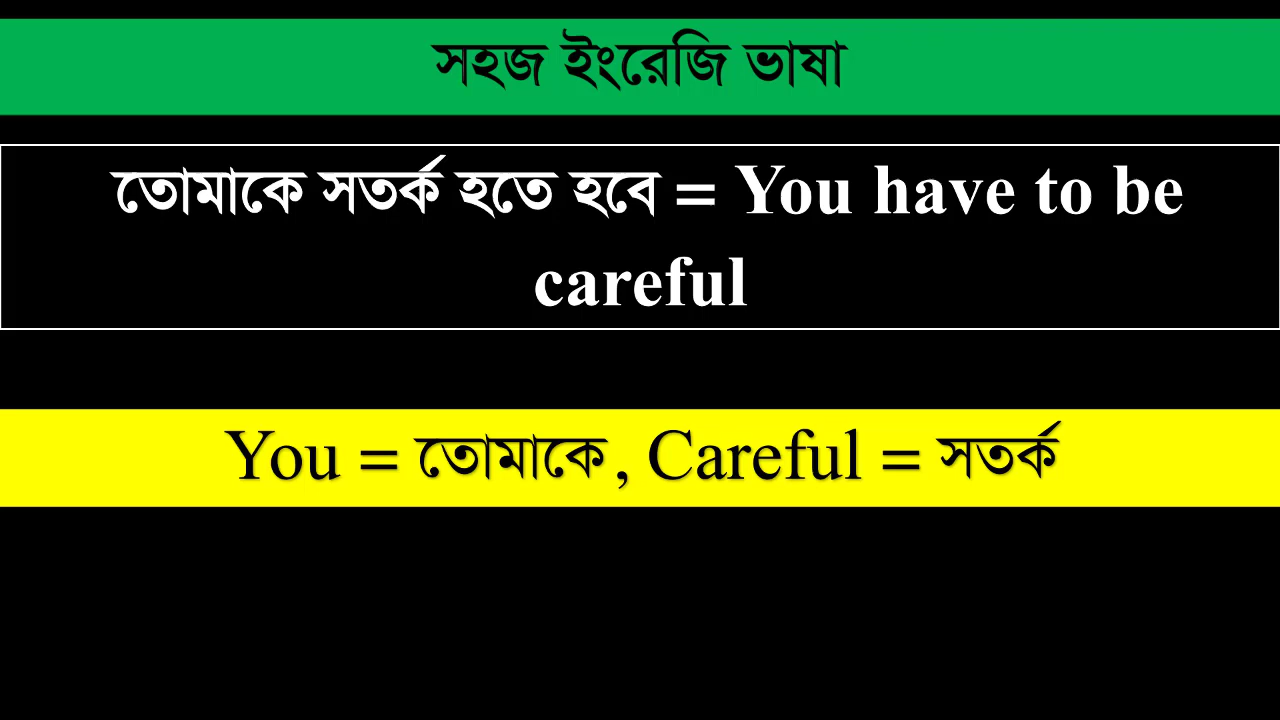 সহজ ইংরেজি ভাষা
তোমাকে সতর্ক হতে হবে = You have to be
careful
You = তোমাকে, Careful = সতর্ক